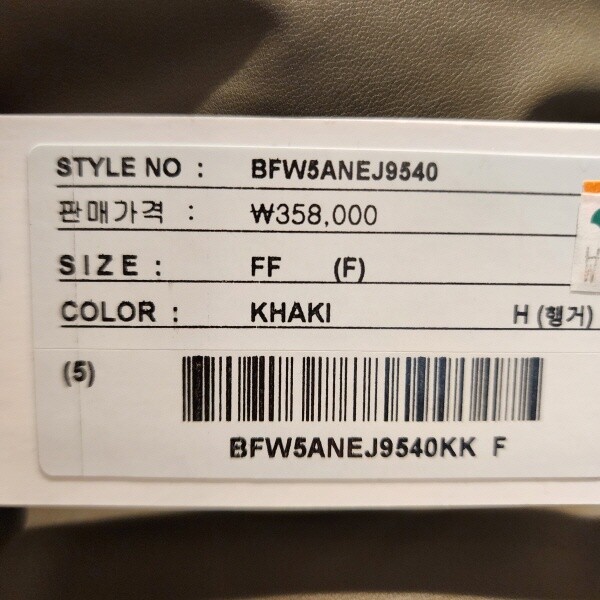 STYLE NO : BFW5ANEJ9540
판매가격 : ₩358,000
SIZE : FF (F)
COLOR : KHAKI H (행거)
(5)
BFW5ANEJ9540KK F